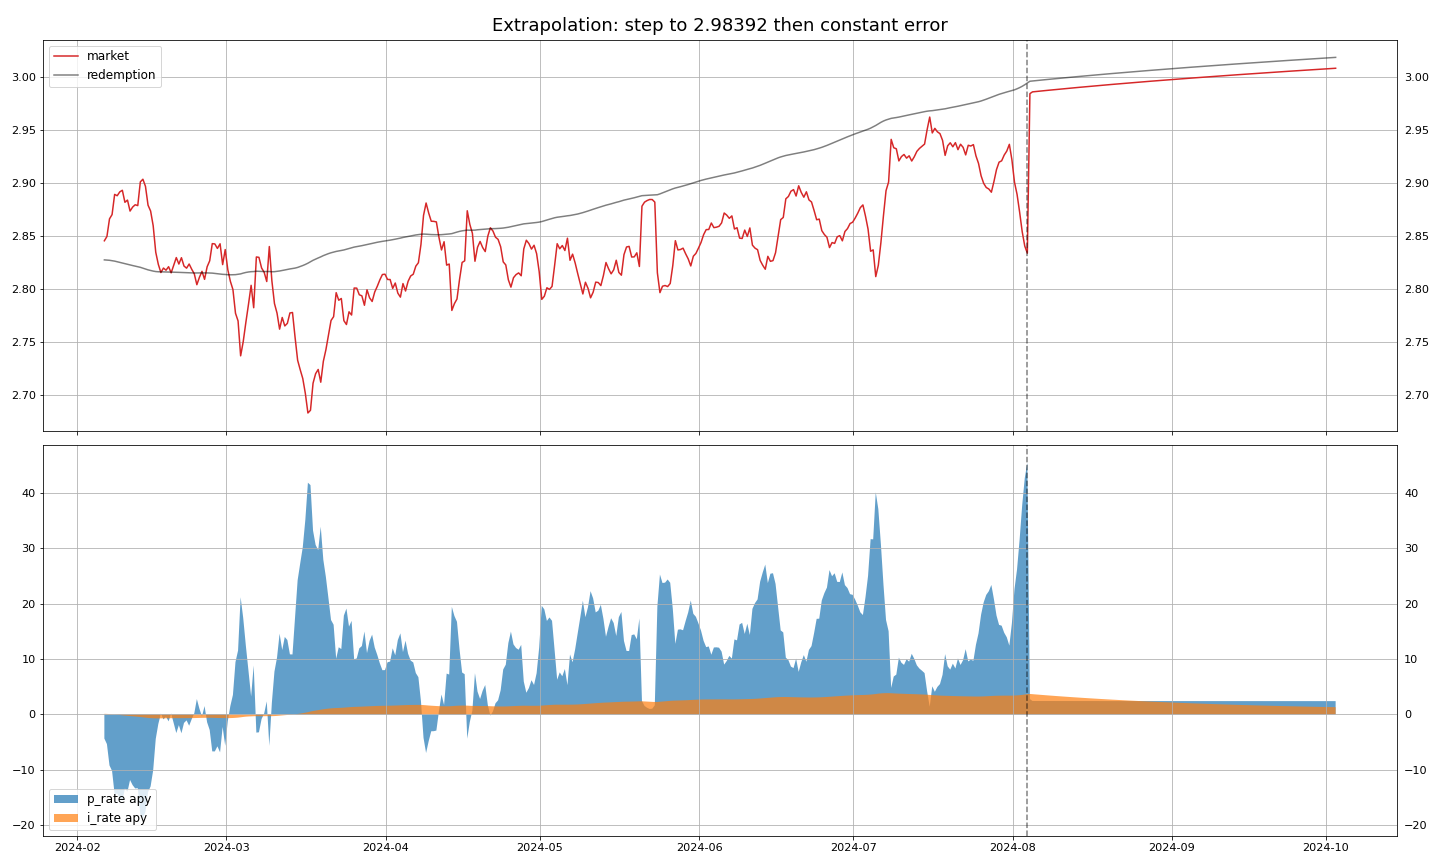 Extrapolation: step to 2.98392 then constant error
market
redemption
3.00 3.00
2.95 2.95
2.90 2.90
2.85 2.85
2.80 2.80
2.75 2.75
2.70 2.70
40 40
30 30
20 20
10 10
0 0
−10 −10
−20 −20
p_rate apy
i_rate apy
2024-02 2024-03 2024-04 2024-05 2024-06 2024-07 2024-08 2024-09 2024-10